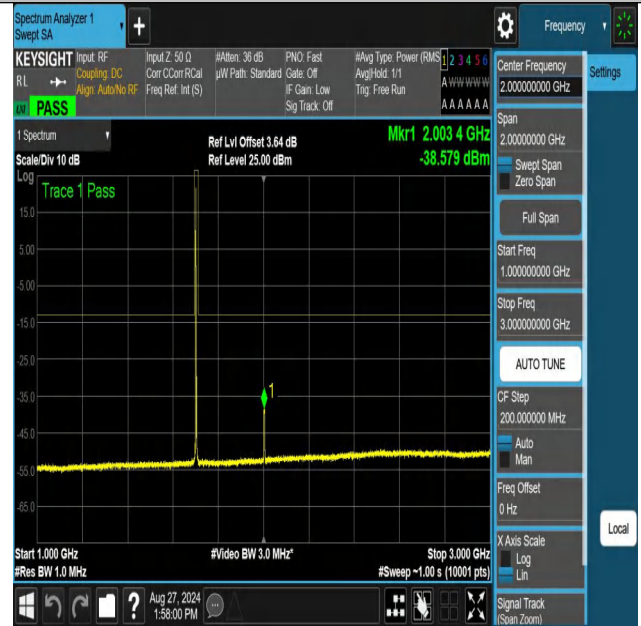 Spectrum Analyzer 1
Swept SA
+
Frequency
KEYSIGHT
RL
LXI
PASS
Input: RF
Coupling: DC
Align: Auto/No RF
Input Z: 50 Ω
Corr CCorr RCal
Freq Ref: Int (S)
#Atten: 36 dB
µW Path: Standard
PNO: Fast
Gate: Off
IF Gain: Low
Sig Track: Off
#Avg Type: Power (RMS
Avg|Hold: 1/1
Trig: Free Run
1 2 3 4 5 6
A W W W W W
A A A A A A
1 Spectrum
Scale/Div 10 dB
Ref Lvl Offset 3.64 dB
Ref Level 25.00 dBm
Mkr1 2.003 4 GHz
-38.579 dBm
Log
Trace 1 Pass
15.0
5.00
-5.00
-15.0
-25.0
-35.0
-45.0
-55.0
-65.0
1
Start 1.000 GHz
#Res BW 1.0 MHz
#Video BW 3.0 MHz*
Stop 3.000 GHz
#Sweep ~1.00 s (10001 pts)
Center Frequency
2.000000000 GHz
Settings
Span
2.00000000 GHz
Swept Span
Zero Span
Full Span
Start Freq
1.000000000 GHz
Stop Freq
3.000000000 GHz
AUTO TUNE
CF Step
200.000000 MHz
Auto
Man
Freq Offset
0 Hz
X Axis Scale
Log
Lin
Local
Signal Track
(Span Zoom)
?
Aug 27, 2024
1:58:00 PM